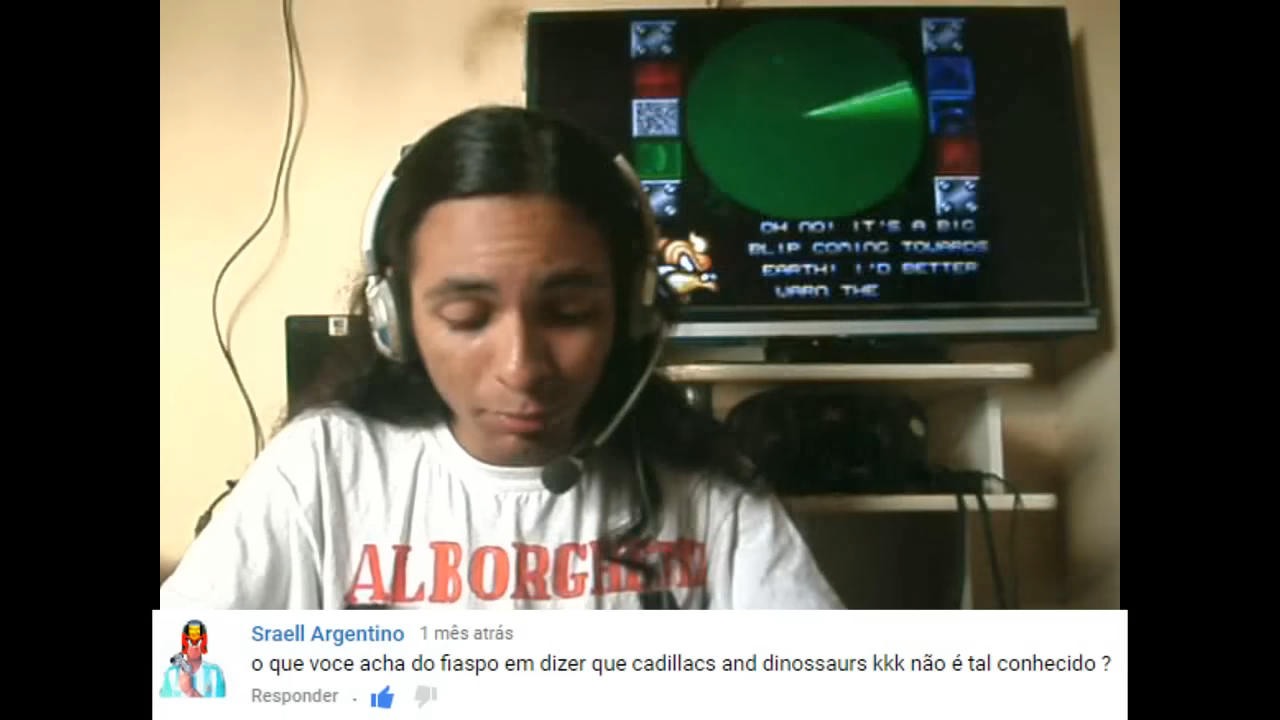 OH NO! IT'S A BIG
BLIP COMING TOWARDS
EARTH! I'D BETTER
WARN THE
ALBORGHETTI
Sraell Argentino 1 mês atrás
o que voce acha do fiaspo em dizer que cadillacs and dinossaurs kkk não é tal conhecido ?
Responder